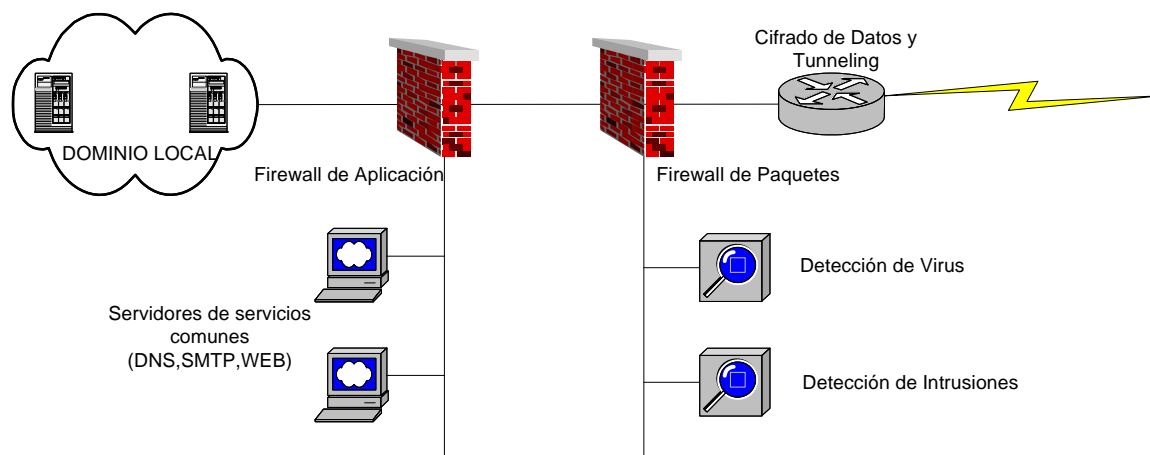 Cifrado de Datos y
Tunneling
DOMINIO LOCAL
Firewall de Aplicación
Firewall de Paquetes
Detección de Virus
Servidores de servicios
comunes
(DNS,SMTP,WEB)
Detección de Intrusiones